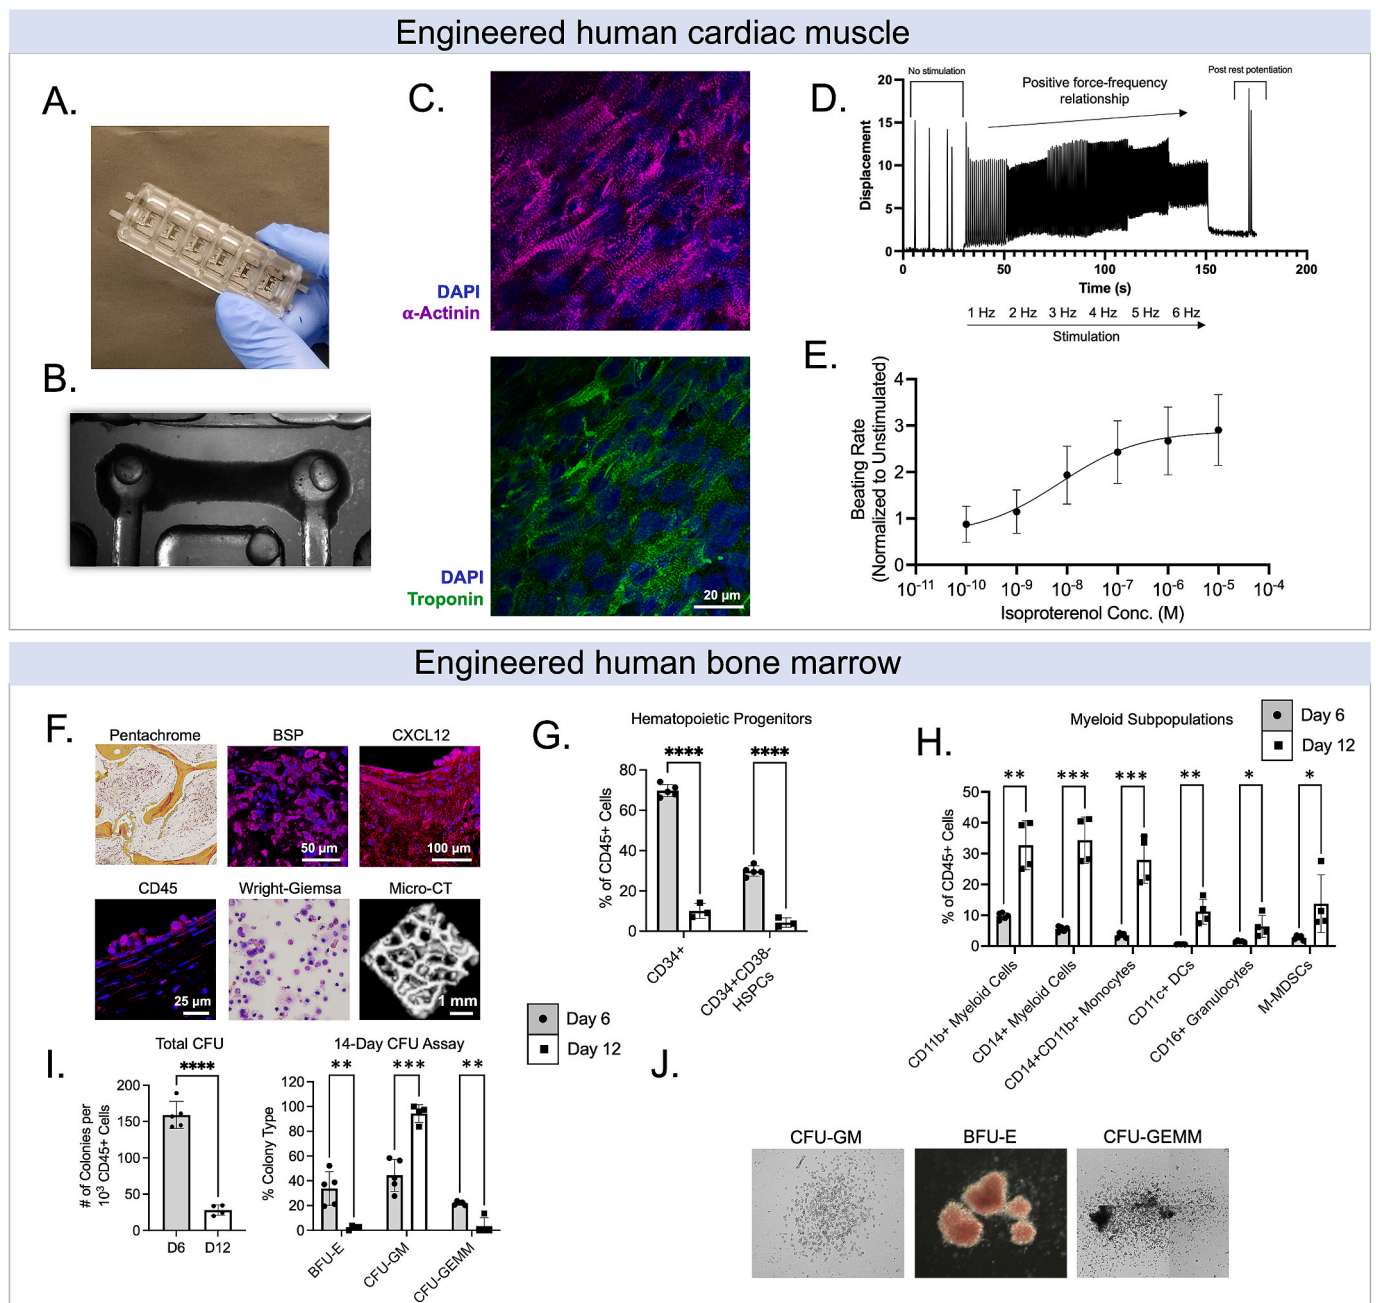 Engineered human cardiac muscle
A.
B.
C.
DAPI
α-Actinin
DAPI
Troponin
20 μm
D.
No stimulation
Positive force-frequency
relationship
Post rest potentiation
Displacement
20
15
10
5
0
0 50 100 150 200
Time (s)
1 Hz 2 Hz 3 Hz 4 Hz 5 Hz 6 Hz
Stimulation
E.
Beating Rate
(Normalized to Unstimulated)
4
3
2
1
0
10⁻¹¹ 10⁻¹⁰ 10⁻⁹ 10⁻⁸ 10⁻⁷ 10⁻⁶ 10⁻⁵ 10⁻⁴
Isoproterenol Conc. (M)
Engineered human bone marrow
F.
Pentachrome BSP CXCL12
50 μm 100 μm
CD45 Wright-Giemsa Micro-CT
25 μm 1 mm
G.
Hematopoietic Progenitors
**** ****
% of CD45+ Cells
80
60
40
20
0
CD34+
CD34+CD38-
HSPCs
Day 6
Day 12
H.
Myeloid Subpopulations
Day 6
Day 12
** *** *** ** * *
% of CD45+ Cells
50
40
30
20
10
0
CD11b+ Myeloid Cells
CD14+ Myeloid Cells
CD14+CD11b+ Monocytes
CD11c+ DCs
CD16+ Granulocytes
M-MDSCs
I.
Total CFU
****
# of Colonies per
10³ CD45+ Cells
200
150
100
50
0
D6 D12
14-Day CFU Assay
** *** **
% Colony Type
120
100
80
60
40
20
0
BFU-E
CFU-GM
CFU-GEMM
J.
CFU-GM BFU-E CFU-GEMM